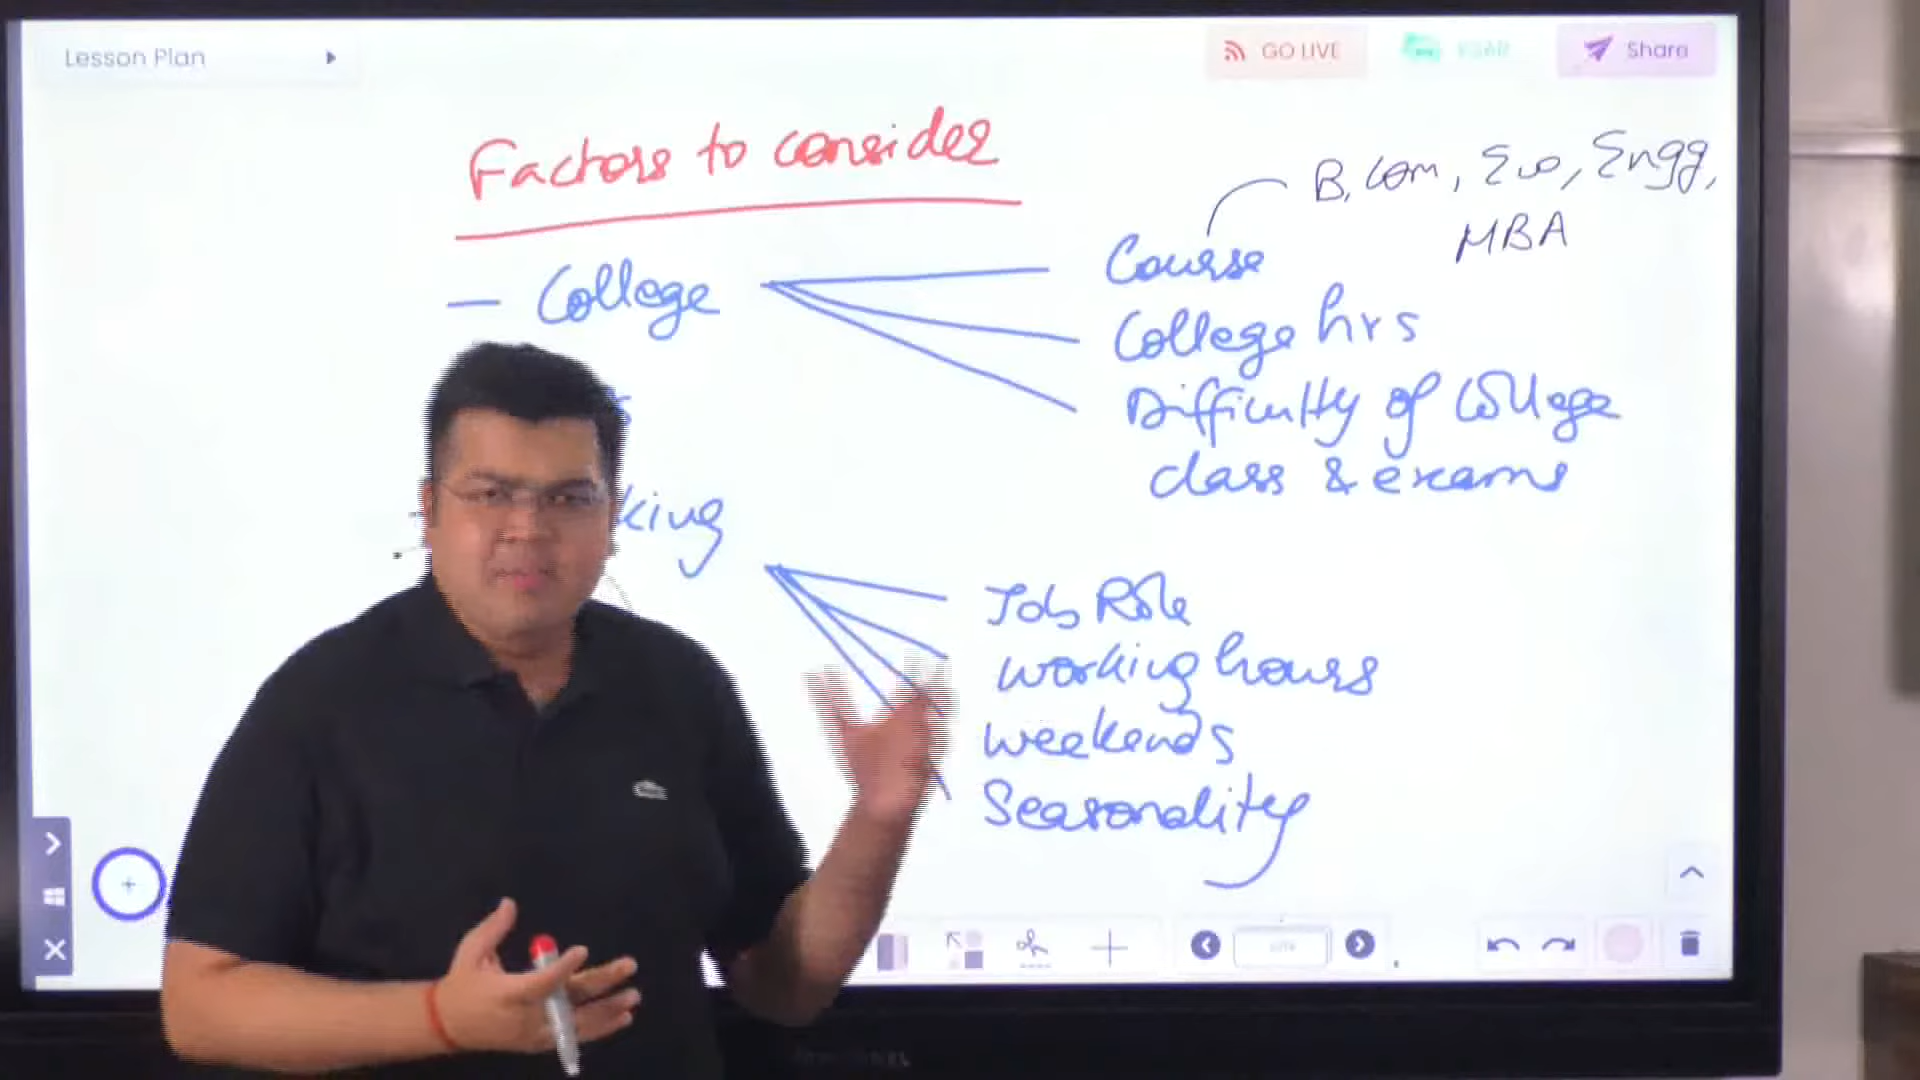 Lesson Plan
GO LIVE
Share
Factors to consider
B.Com, Eco, Engg,
MBA
— College
Course
College hrs
Difficulty of College
class & exams
king
Job Role
working hours
weekends
Seasonality